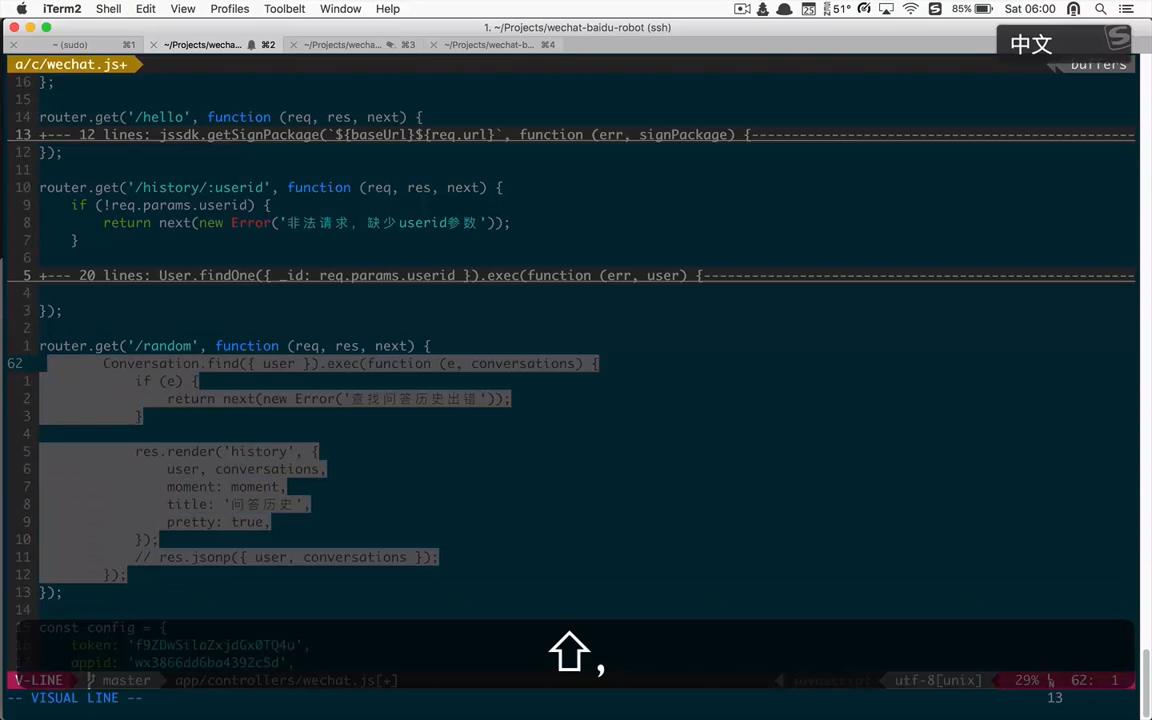 iTerm2 Shell Edit View Profiles Toolbelt Window Help 25 51° 85% Sat 06:00
1. ~/Projects/wechat-baidu-robot (ssh)
~ (sudo) ⌘1 ~/Projects/wecha... ⌘2 ~/Projects/wecha... ⌘3 ~/Projects/wechat-b... ⌘4
中文
a/c/wechat.js+ buffers
16 };
15
14 router.get('/hello', function (req, res, next) {
13 +--- 12 lines: jssdk.getSignPackage(`${baseUrl}${req.url}`, function (err, signPackage) {
12 });
11
10 router.get('/history/:userid', function (req, res, next) {
9 if (!req.params.userid) {
8 return next(new Error('非法请求, 缺少userid参数'));
7 }
6
5 +--- 20 lines: User.findOne({ _id: req.params.userid }).exec(function (err, user) {
4
3 });
2
1 router.get('/random', function (req, res, next) {
62 Conversation.find({ user }).exec(function (e, conversations) {
1 if (e) {
2 return next(new Error('查找问答历史出错'));
3 }
4
5 res.render('history', {
6 user, conversations,
7 moment: moment,
8 title: '问答历史',
9 pretty: true,
10 });
11 // res.jsonp({ user, conversations });
12 });
13 });
14
15 const config = {
16 token: 'f9ZDwSilaZxjdGx0TQ4u',
17 appid: 'wx3866dd6ba4392c5d',
⇧,
V-LINE master app/controllers/wechat.js[+] javascript utf-8[unix] 29% 62: 1
-- VISUAL LINE -- 13